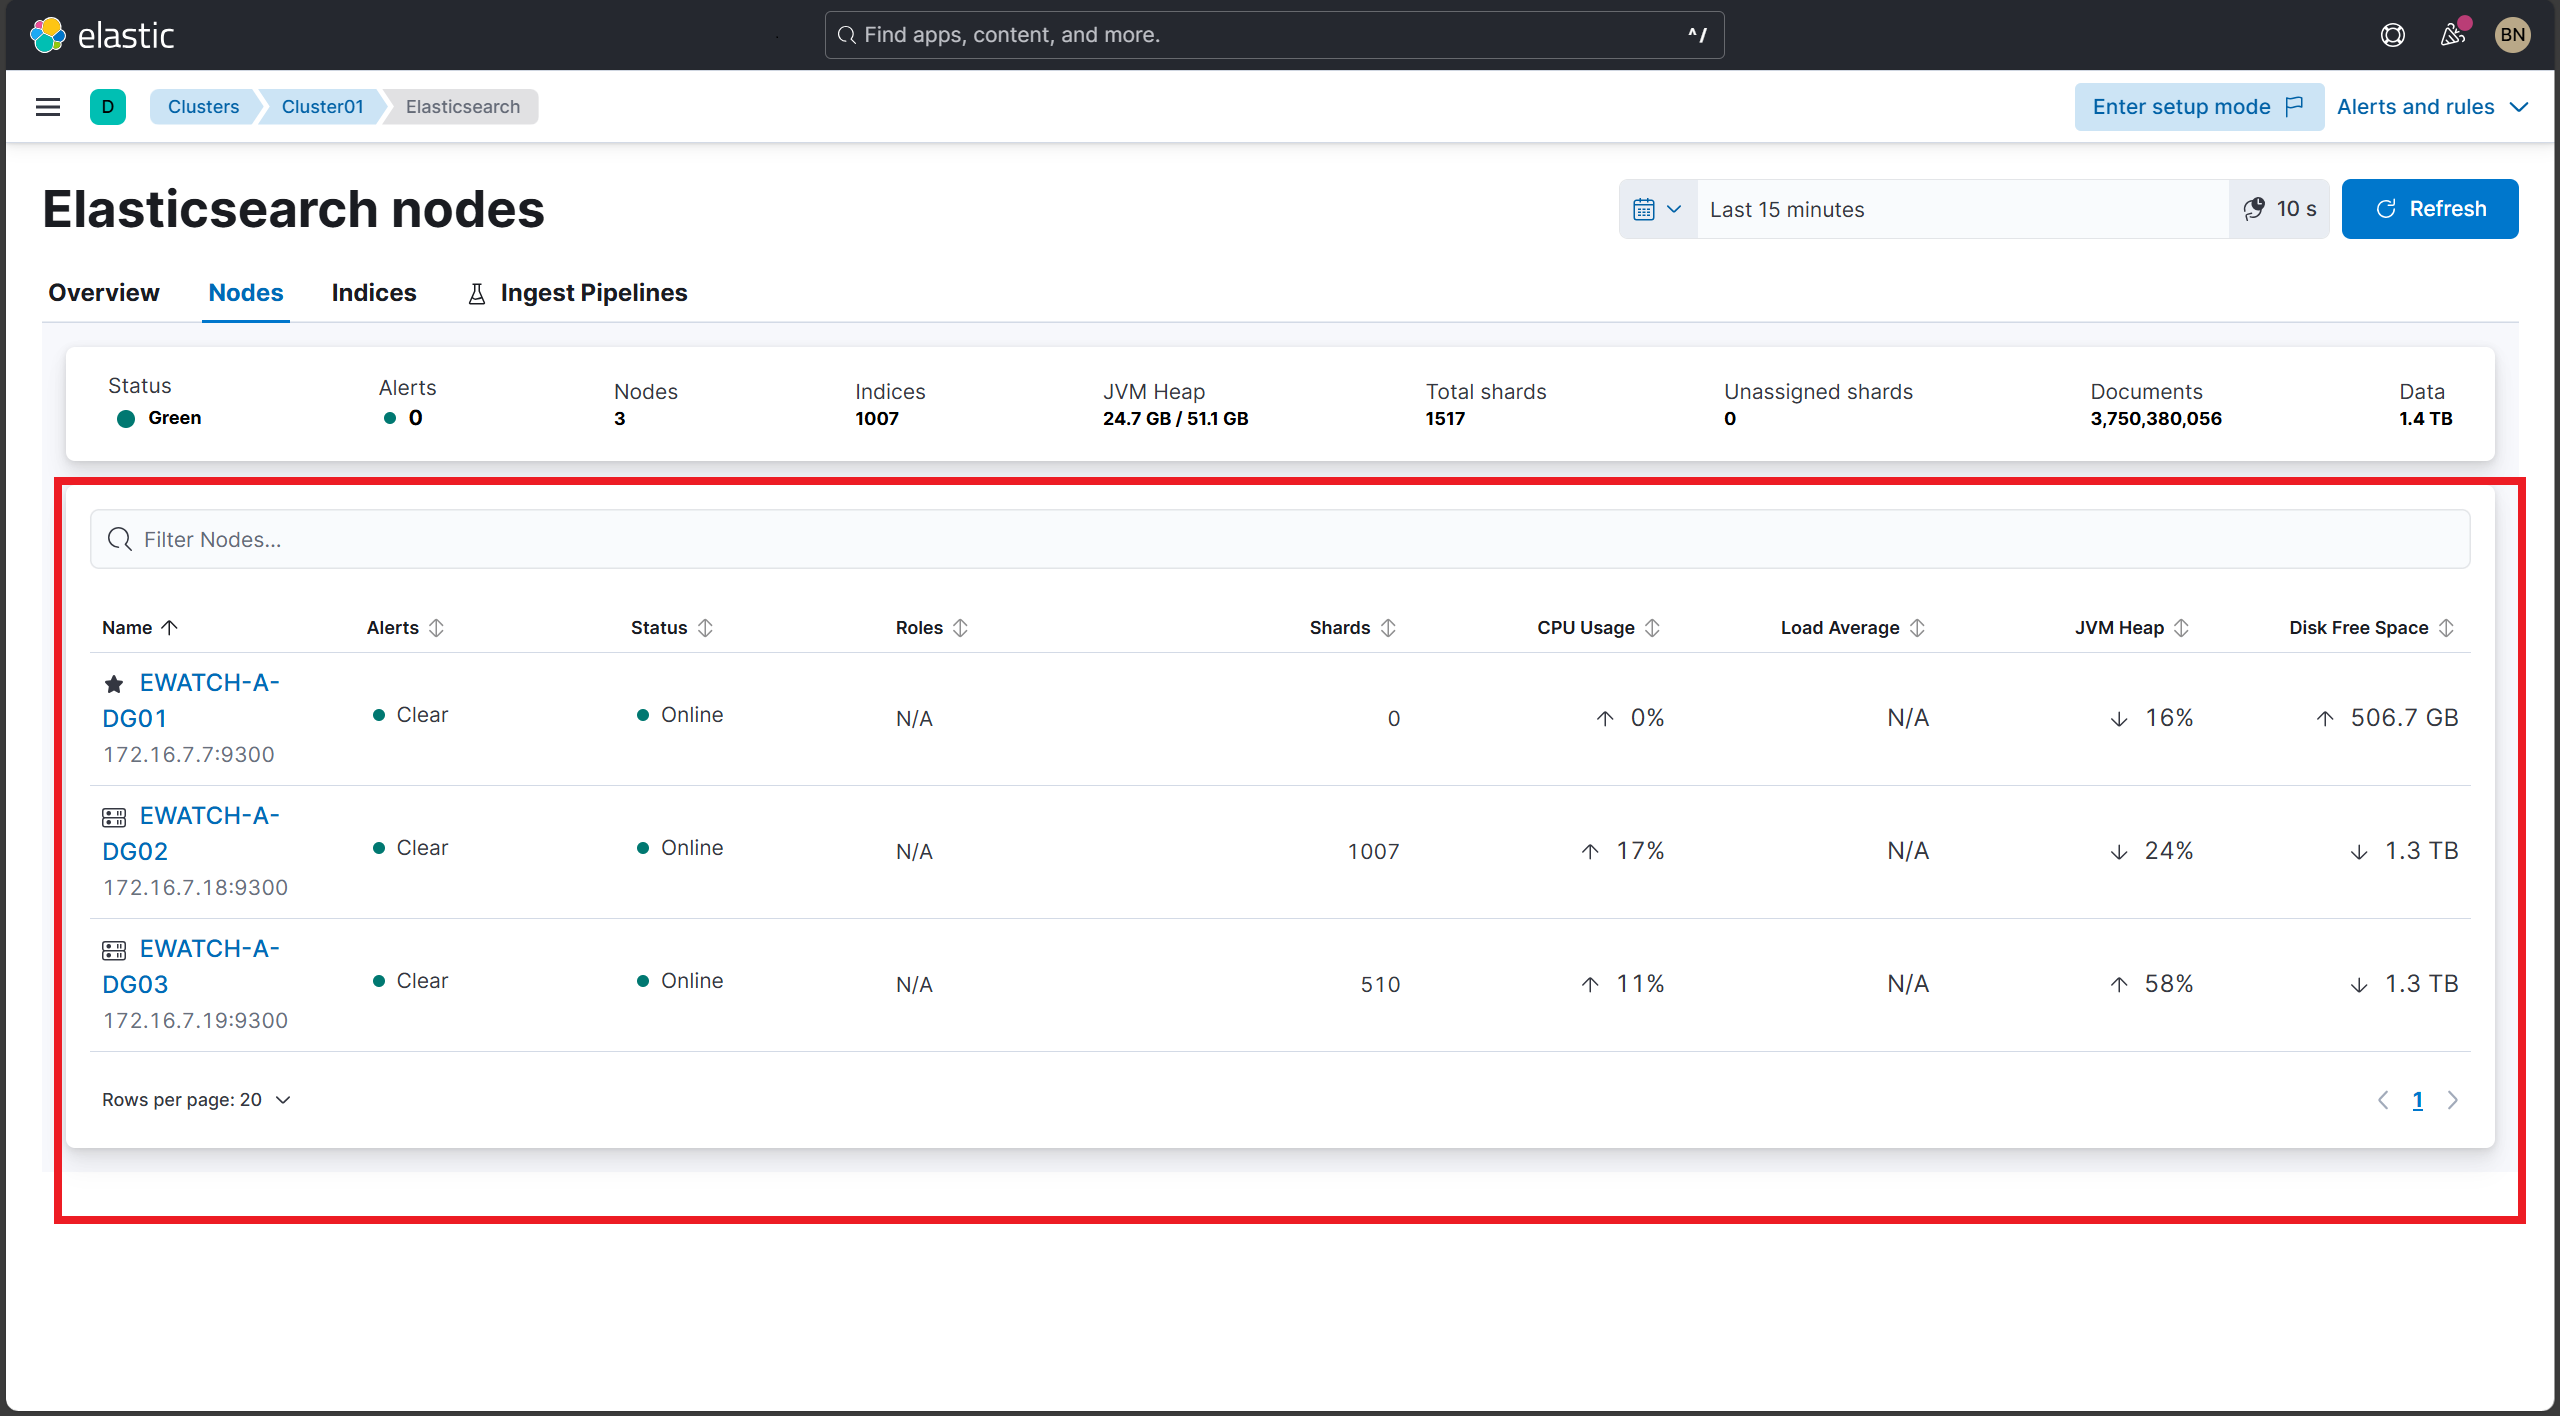 elastic
Find apps, content, and more.
^/
BN
D
Clusters
Cluster01
Elasticsearch
Enter setup mode
Alerts and rules
Elasticsearch nodes
Last 15 minutes
10 s
Refresh
Overview
Nodes
Indices
Ingest Pipelines
Status
Green
Alerts
0
Nodes
3
Indices
1007
JVM Heap
24.7 GB / 51.1 GB
Total shards
1517
Unassigned shards
0
Documents
3,750,380,056
Data
1.4 TB
Filter Nodes...
Name Alerts Status Roles Shards CPU Usage Load Average JVM Heap Disk Free Space
EWATCH-A-
DG01
172.16.7.7:9300
Clear
Online
N/A
0
0%
N/A
16%
506.7 GB
EWATCH-A-
DG02
172.16.7.18:9300
Clear
Online
N/A
1007
17%
N/A
24%
1.3 TB
EWATCH-A-
DG03
172.16.7.19:9300
Clear
Online
N/A
510
11%
N/A
58%
1.3 TB
Rows per page: 20
1